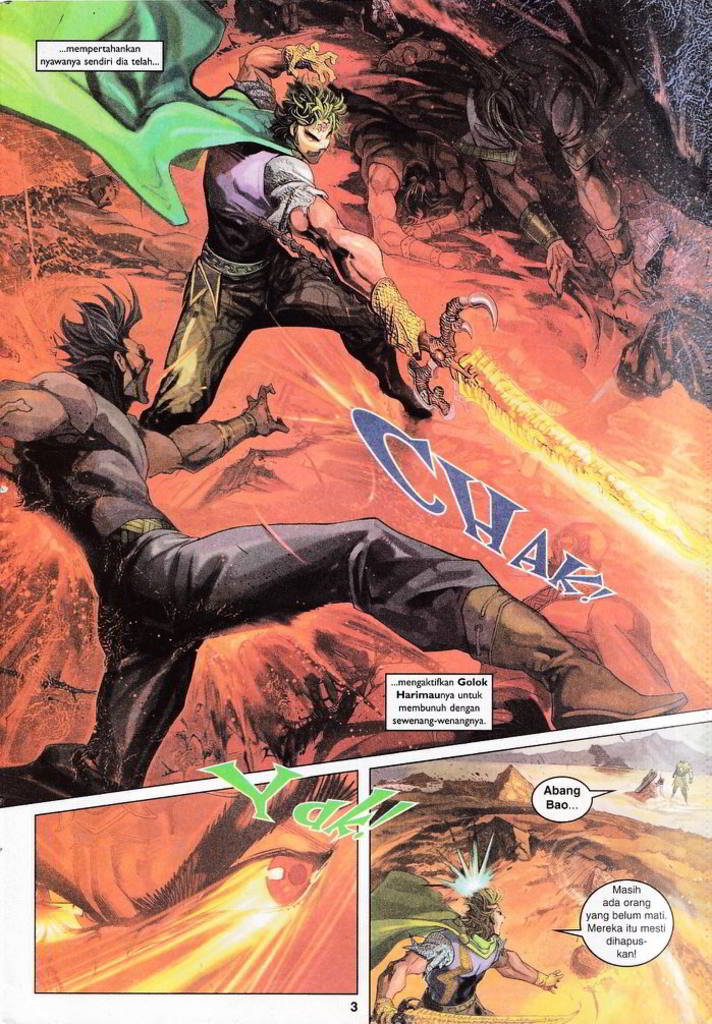 ...mempertahankan
nyawanya sendiri dia telah...
CHAK!
...mengaktifkan Golok
Harimaunya untuk
membunuh dengan
sewenang-wenangnya.
Yak!
Abang
Bao...
Masih
ada orang
yang belum mati.
Mereka itu mesti
dihapus-
kan!
3